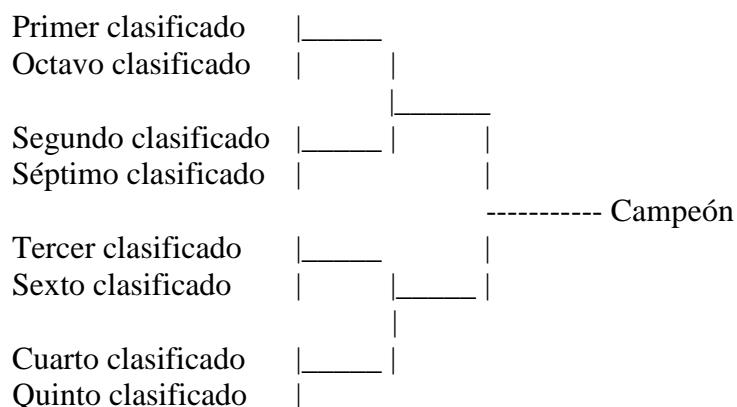 Primer clasificado
Octavo clasificado
Segundo clasificado
Séptimo clasificado
Campeón
Tercer clasificado
Sexto clasificado
Cuarto clasificado
Quinto clasificado